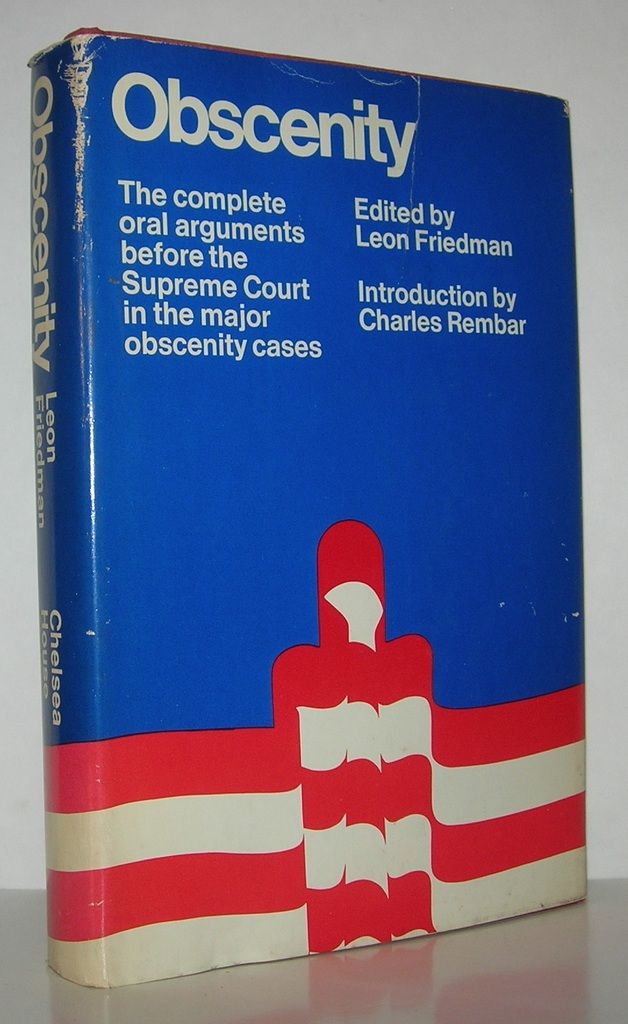 Obscenity
The complete
oral arguments
before the
Supreme Court
in the major
obscenity cases
Edited by
Leon Friedman
Introduction by
Charles Rembar
Obscenity
Leon
Friedman
Chelsea
House